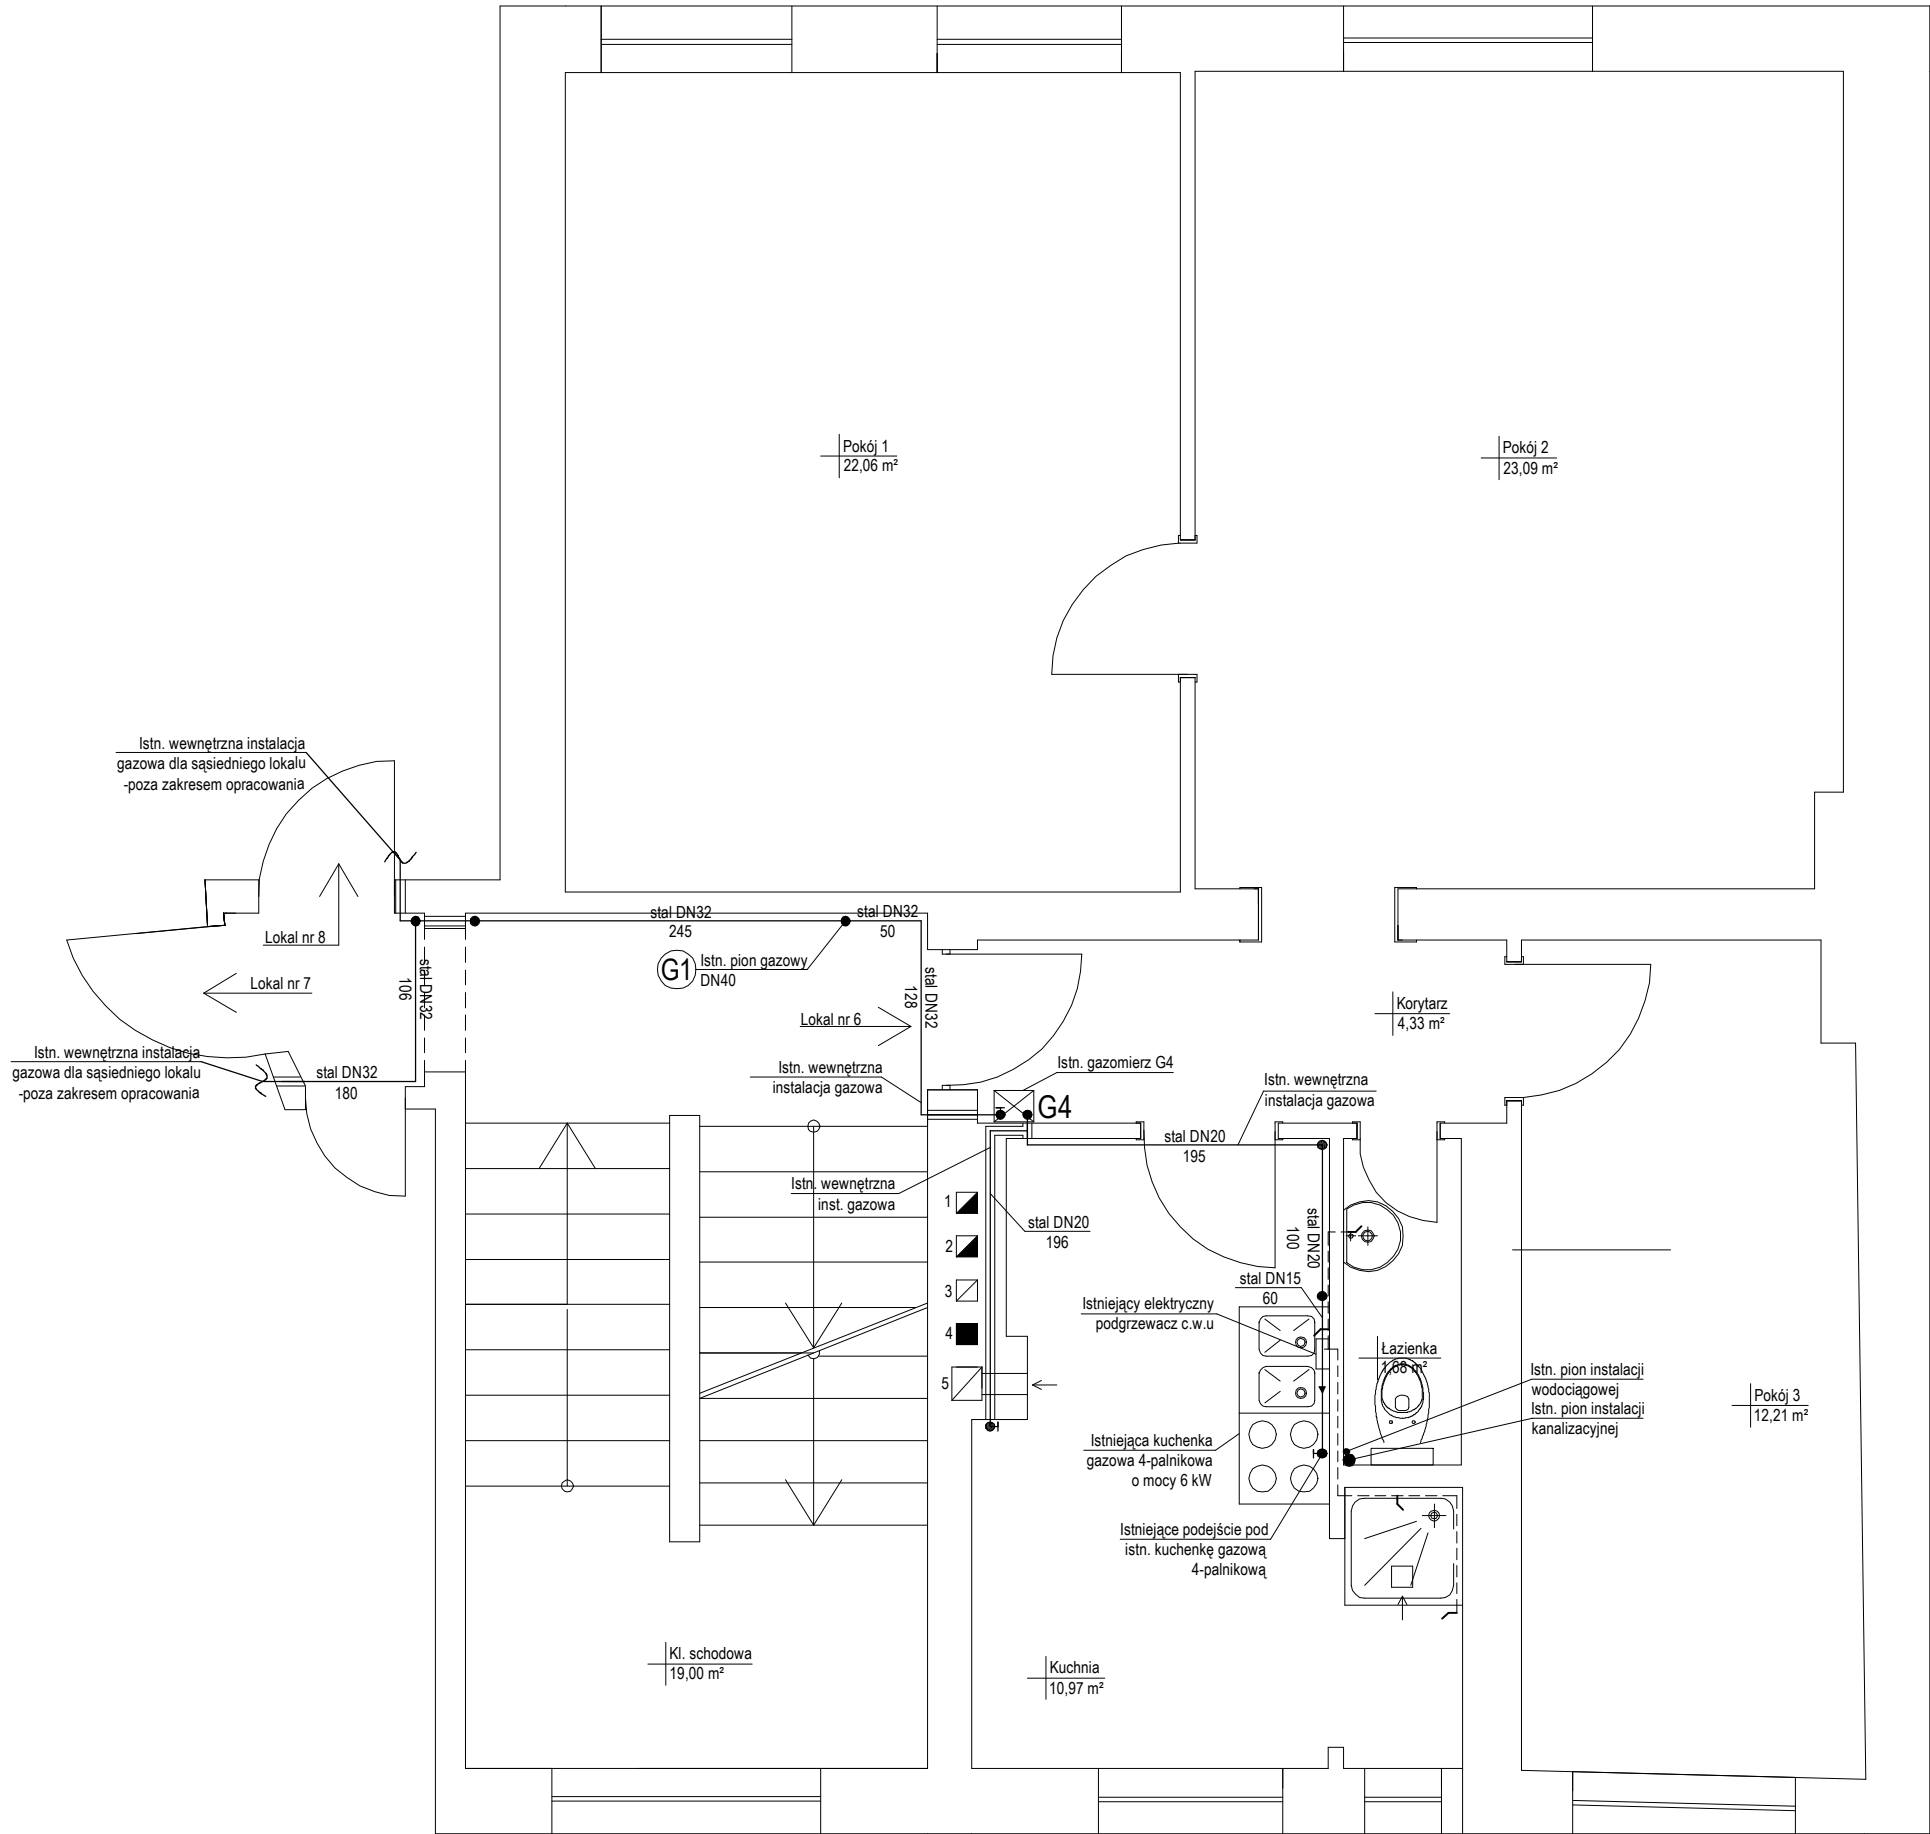 Pokój 1
22,06 m²
Pokój 2
23,09 m²
Istn. wewnętrzna instalacja
gazowa dla sąsiedniego lokalu
-poza zakresem opracowania
stal DN32
245
stal DN32
50
Lokal nr 8
G1
Istn. pion gazowy
DN40
Lokal nr 7
stal DN32
106
stal DN32
128
Lokal nr 6
Korytarz
4,33 m²
Istn. wewnętrzna instalacja
gazowa dla sąsiedniego lokalu
-poza zakresem opracowania
stal DN32
180
Istn. wewnętrzna
instalacja gazowa
Istn. gazomierz G4
G4
Istn. wewnętrzna
instalacja gazowa
stal DN20
195
Istn. wewnętrzna
inst. gazowa
1
2
3
4
5
stal DN20
196
stal DN20
100
stal DN15
60
Istniejący elektryczny
podgrzewacz c.w.u
Łazienka
1,68 m²
Istn. pion instalacji
wodociągowej
Istn. pion instalacji
kanalizacyjnej
Pokój 3
12,21 m²
Istniejąca kuchenka
gazowa 4-palnikowa
o mocy 6 kW
Istniejące podejście pod
istn. kuchenkę gazową
4-palnikową
Kl. schodowa
19,00 m²
Kuchnia
10,97 m²